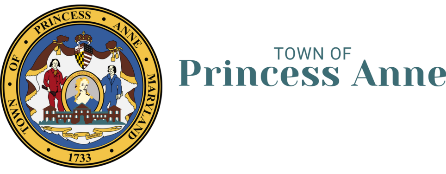 TOWN • OF • PRINCESS • ANNE • MARYLAND
• 1733 •
TOWN OF
Princess Anne